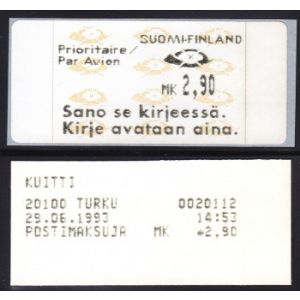 SUOMI-FINLAND
Prioritaire/
Par Avion
MK 2,90
Sano se kirjeessä.
Kirje avataan aina.
KUITTI
20100 TURKU 0020112
29.06.1993 14:53
POSTIMAKSUJA MK *2,90